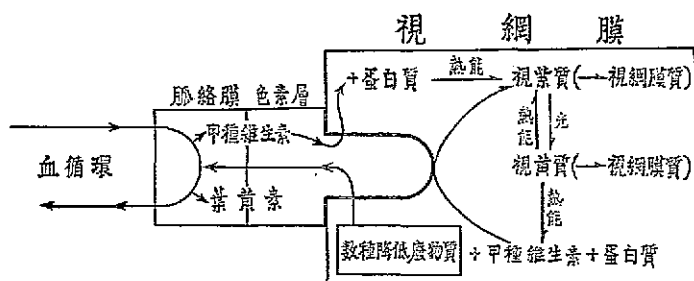 視網膜
+蛋白質 熱能 視紫質(→視網膜質)
脈絡膜 色素層
甲種維生素
熱能 光
血循環
視黃質(→視網膜質)
葉黃素
熱能
数種降低廢物質 +甲種維生素+蛋白質